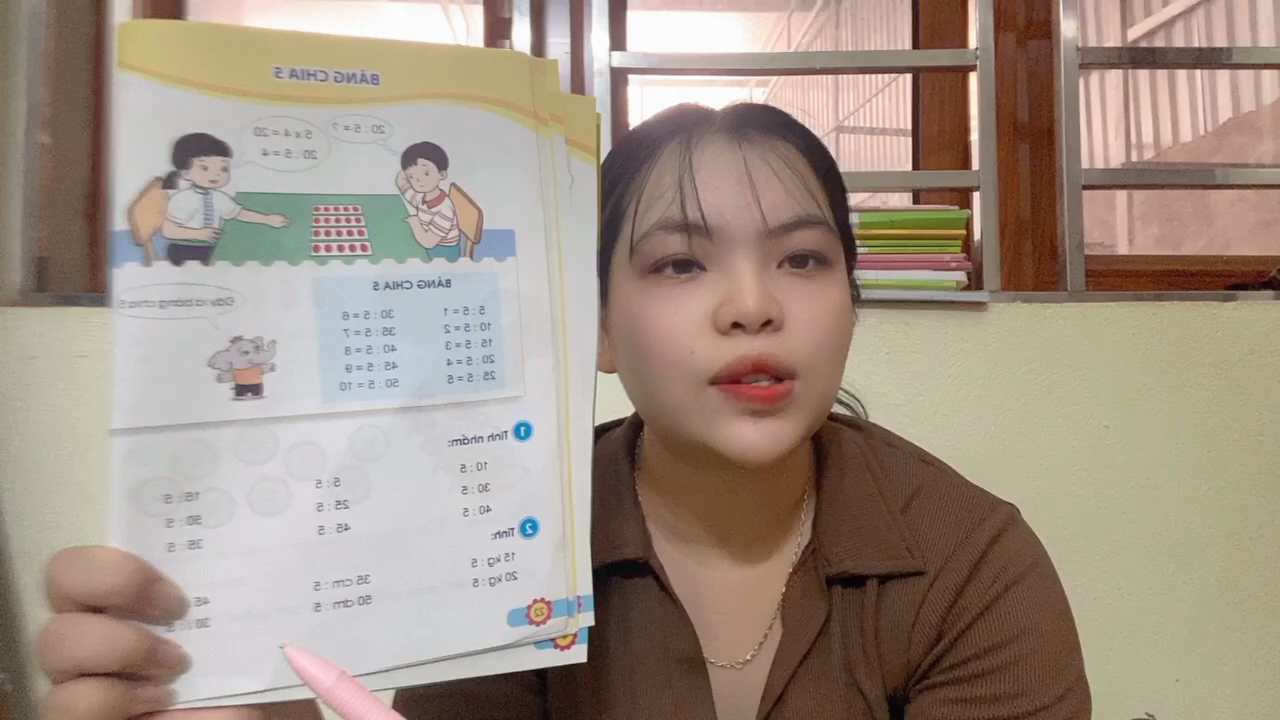 BẢNG CHIA 5
20 : 5 = ?
5 x 4 = 20
20 : 5 = 4
BẢNG CHIA 5
5 : 5 = 1 30 : 5 = 6
10 : 5 = 2 35 : 5 = 7
15 : 5 = 3 40 : 5 = 8
20 : 5 = 4 45 : 5 = 9
25 : 5 = 5 50 : 5 = 10
Đây là bảng chia 5
1 Tính nhẩm:
10 : 5 5 : 5 15 : 5
30 : 5 25 : 5 50 : 5
40 : 5 45 : 5 35 : 5
2 Tính:
15 kg : 5 35 cm : 5 45
20 kg : 5 50 dm : 5 30
22